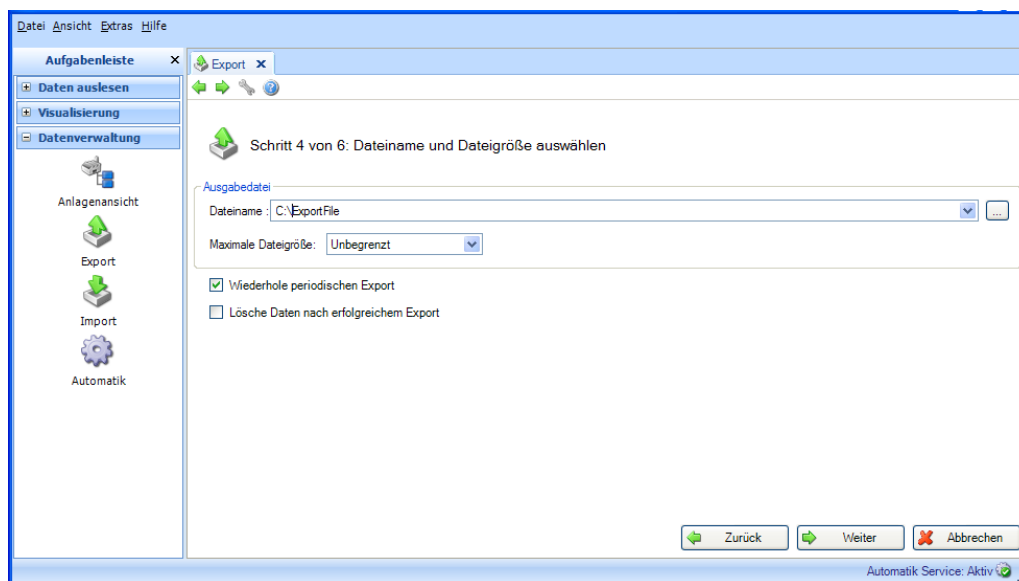 Datei Ansicht Extras Hilfe
Aufgabenleiste
Daten auslesen
Visualisierung
Datenverwaltung
Anlagenansicht
Export
Import
Automatik
Export
Schritt 4 von 6: Dateiname und Dateigröße auswählen
Ausgabedatei
Dateiname : C:\ExportFile ...
Maximale Dateigröße: Unbegrenzt
Wiederhole periodischen Export
Lösche Daten nach erfolgreichem Export
Zurück Weiter Abbrechen
Automatik Service: Aktiv